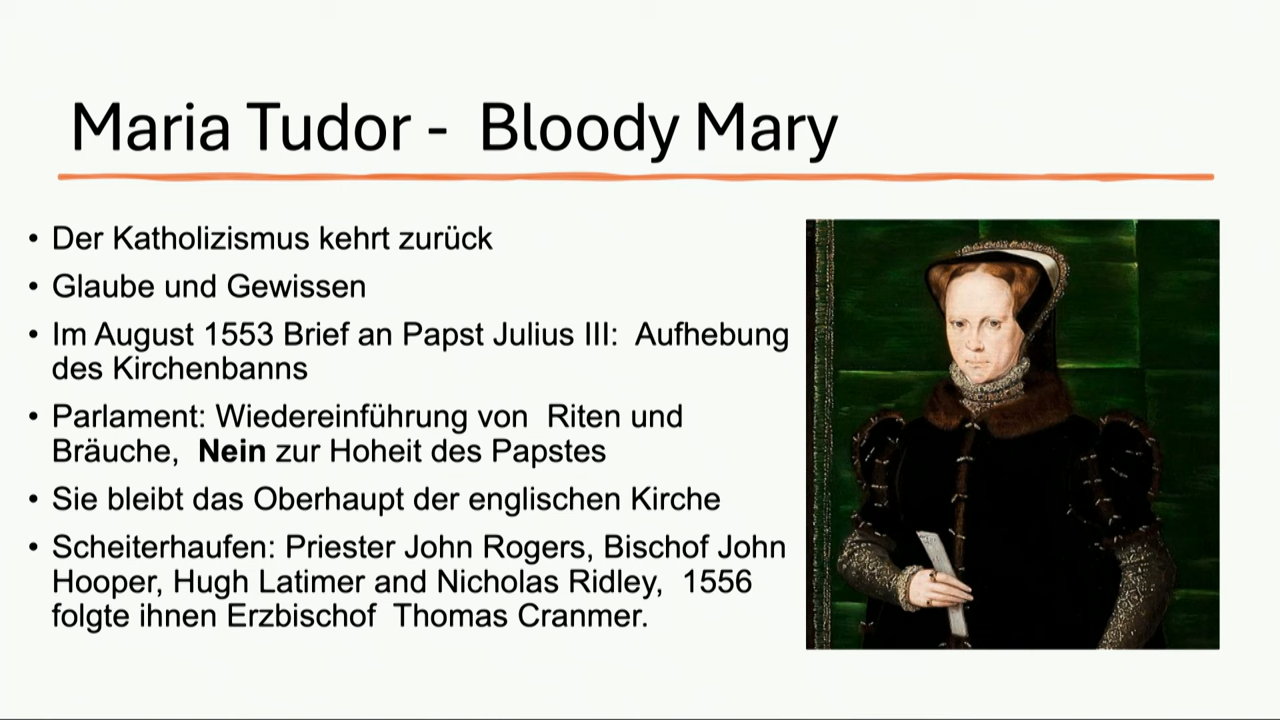 Maria Tudor -  Bloody Mary
• Der Katholizismus kehrt zurück
• Glaube und Gewissen
• Im August 1553 Brief an Papst Julius III:  Aufhebung
des Kirchenbanns
• Parlament: Wiedereinführung von  Riten und
Bräuche,  Nein zur Hoheit des Papstes
• Sie bleibt das Oberhaupt der englischen Kirche
• Scheiterhaufen: Priester John Rogers, Bischof John
Hooper, Hugh Latimer and Nicholas Ridley,  1556
folgte ihnen Erzbischof  Thomas Cranmer.